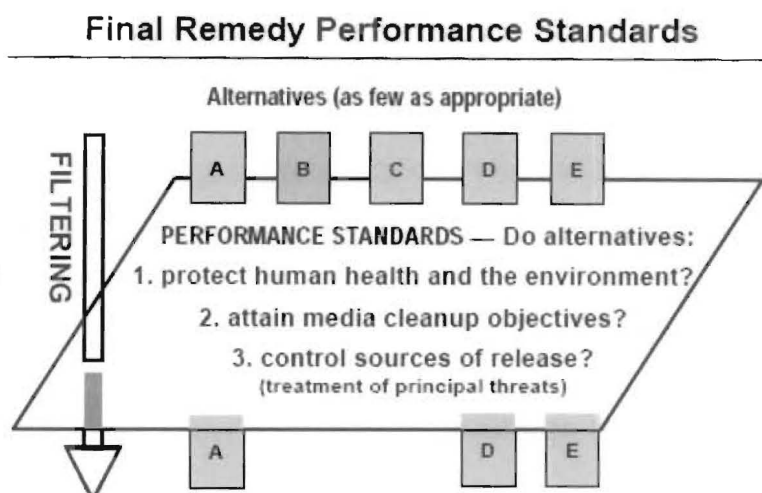 Final Remedy Performance Standards
Alternatives (as few as appropriate)
FILTERING
A B C D E
PERFORMANCE STANDARDS — Do alternatives:
1. protect human health and the environment?
2. attain media cleanup objectives?
3. control sources of release?
(treatment of principal threats)
A D E